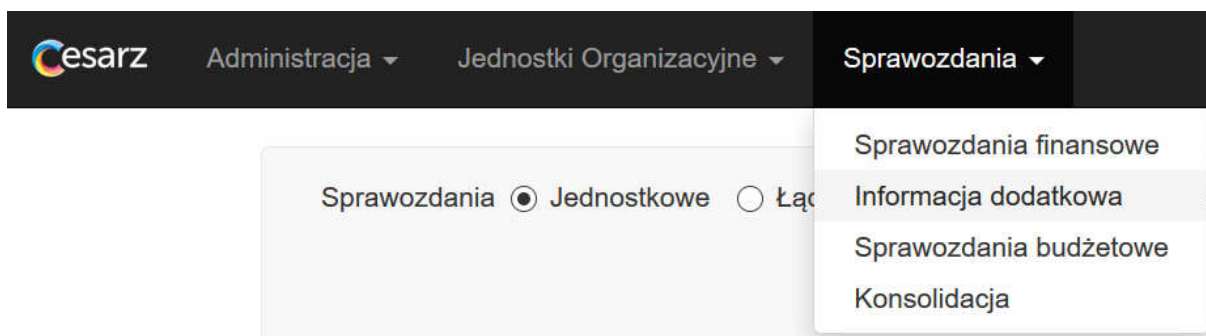 Cesarz Administracja Jednostki Organizacyjne Sprawozdania
Sprawozdania finansowe
Sprawozdania Jednostkowe Informacja dodatkowa
Sprawozdania budżetowe
Konsolidacja